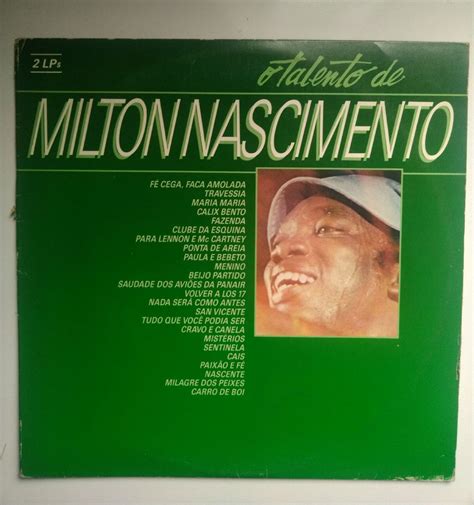 2 LPs
o talento de
MILTON NASCIMENTO
FÉ CEGA, FACA AMOLADA
TRAVESSIA
MARIA MARIA
CALIX BENTO
FAZENDA
CLUBE DA ESQUINA
PARA LENNON E Mc CARTNEY
PONTA DE AREIA
PAULA E BEBETO
MENINO
BEIJO PARTIDO
SAUDADE DOS AVIÕES DA PANAIR
VOLVER A LOS 17
NADA SERÁ COMO ANTES
SAN VICENTE
TUDO QUE VOCÊ PODIA SER
CRAVO E CANELA
MISTÉRIOS
SENTINELA
CAIS
PAIXÃO E FÉ
NASCENTE
MILAGRE DOS PEIXES
CARRO DE BOI